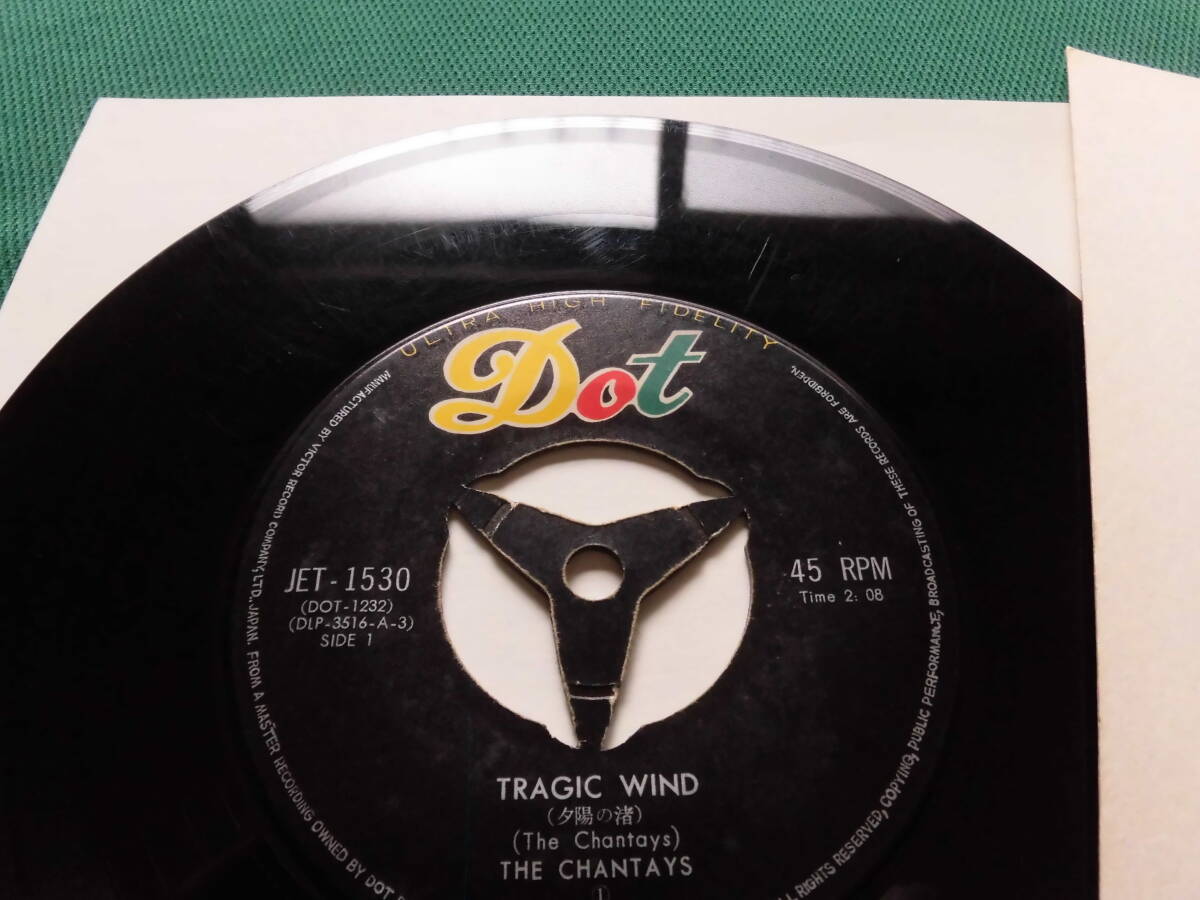 ULTRA HIGH FIDELITY
Dot
JET-1530
(DOT-1232)
(DLP-3516-A-3)
SIDE 1
45 RPM
Time 2: 08
TRAGIC WIND
(夕陽の渚)
(The Chantays)
THE CHANTAYS
1
MANUFACTURED BY VICTOR RECORD COMPANY, LTD. JAPAN. FROM A MASTER RECORDING OWNED BY DOT
ALL RIGHTS RESERVED, COPYING, PUBLIC PERFORMANCE, BROADCASTING OF THESE RECORDS ARE FORBIDDEN.